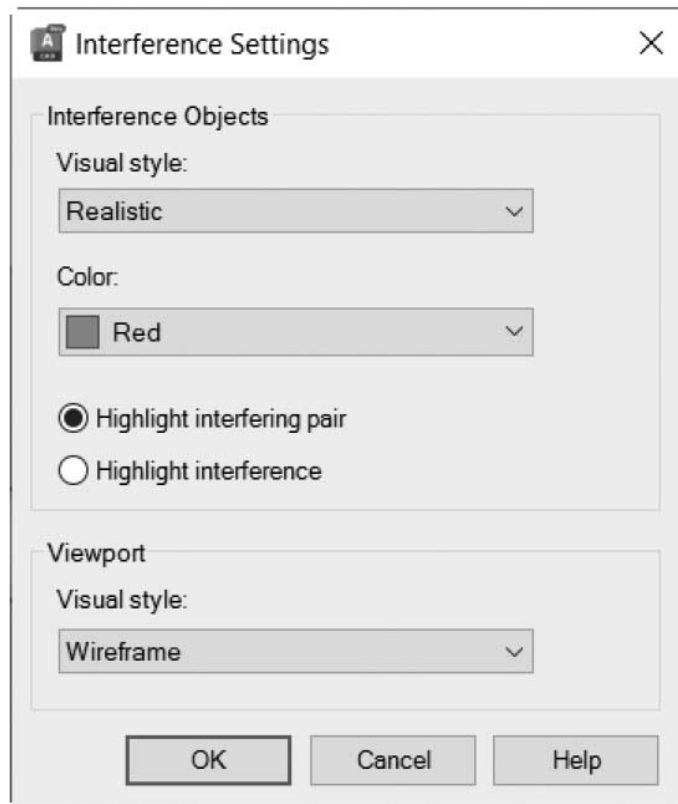 Interference Settings
Interference Objects
Visual style:
Realistic
Color:
Red
Highlight interfering pair
Highlight interference
Viewport
Visual style:
Wireframe
OK Cancel Help